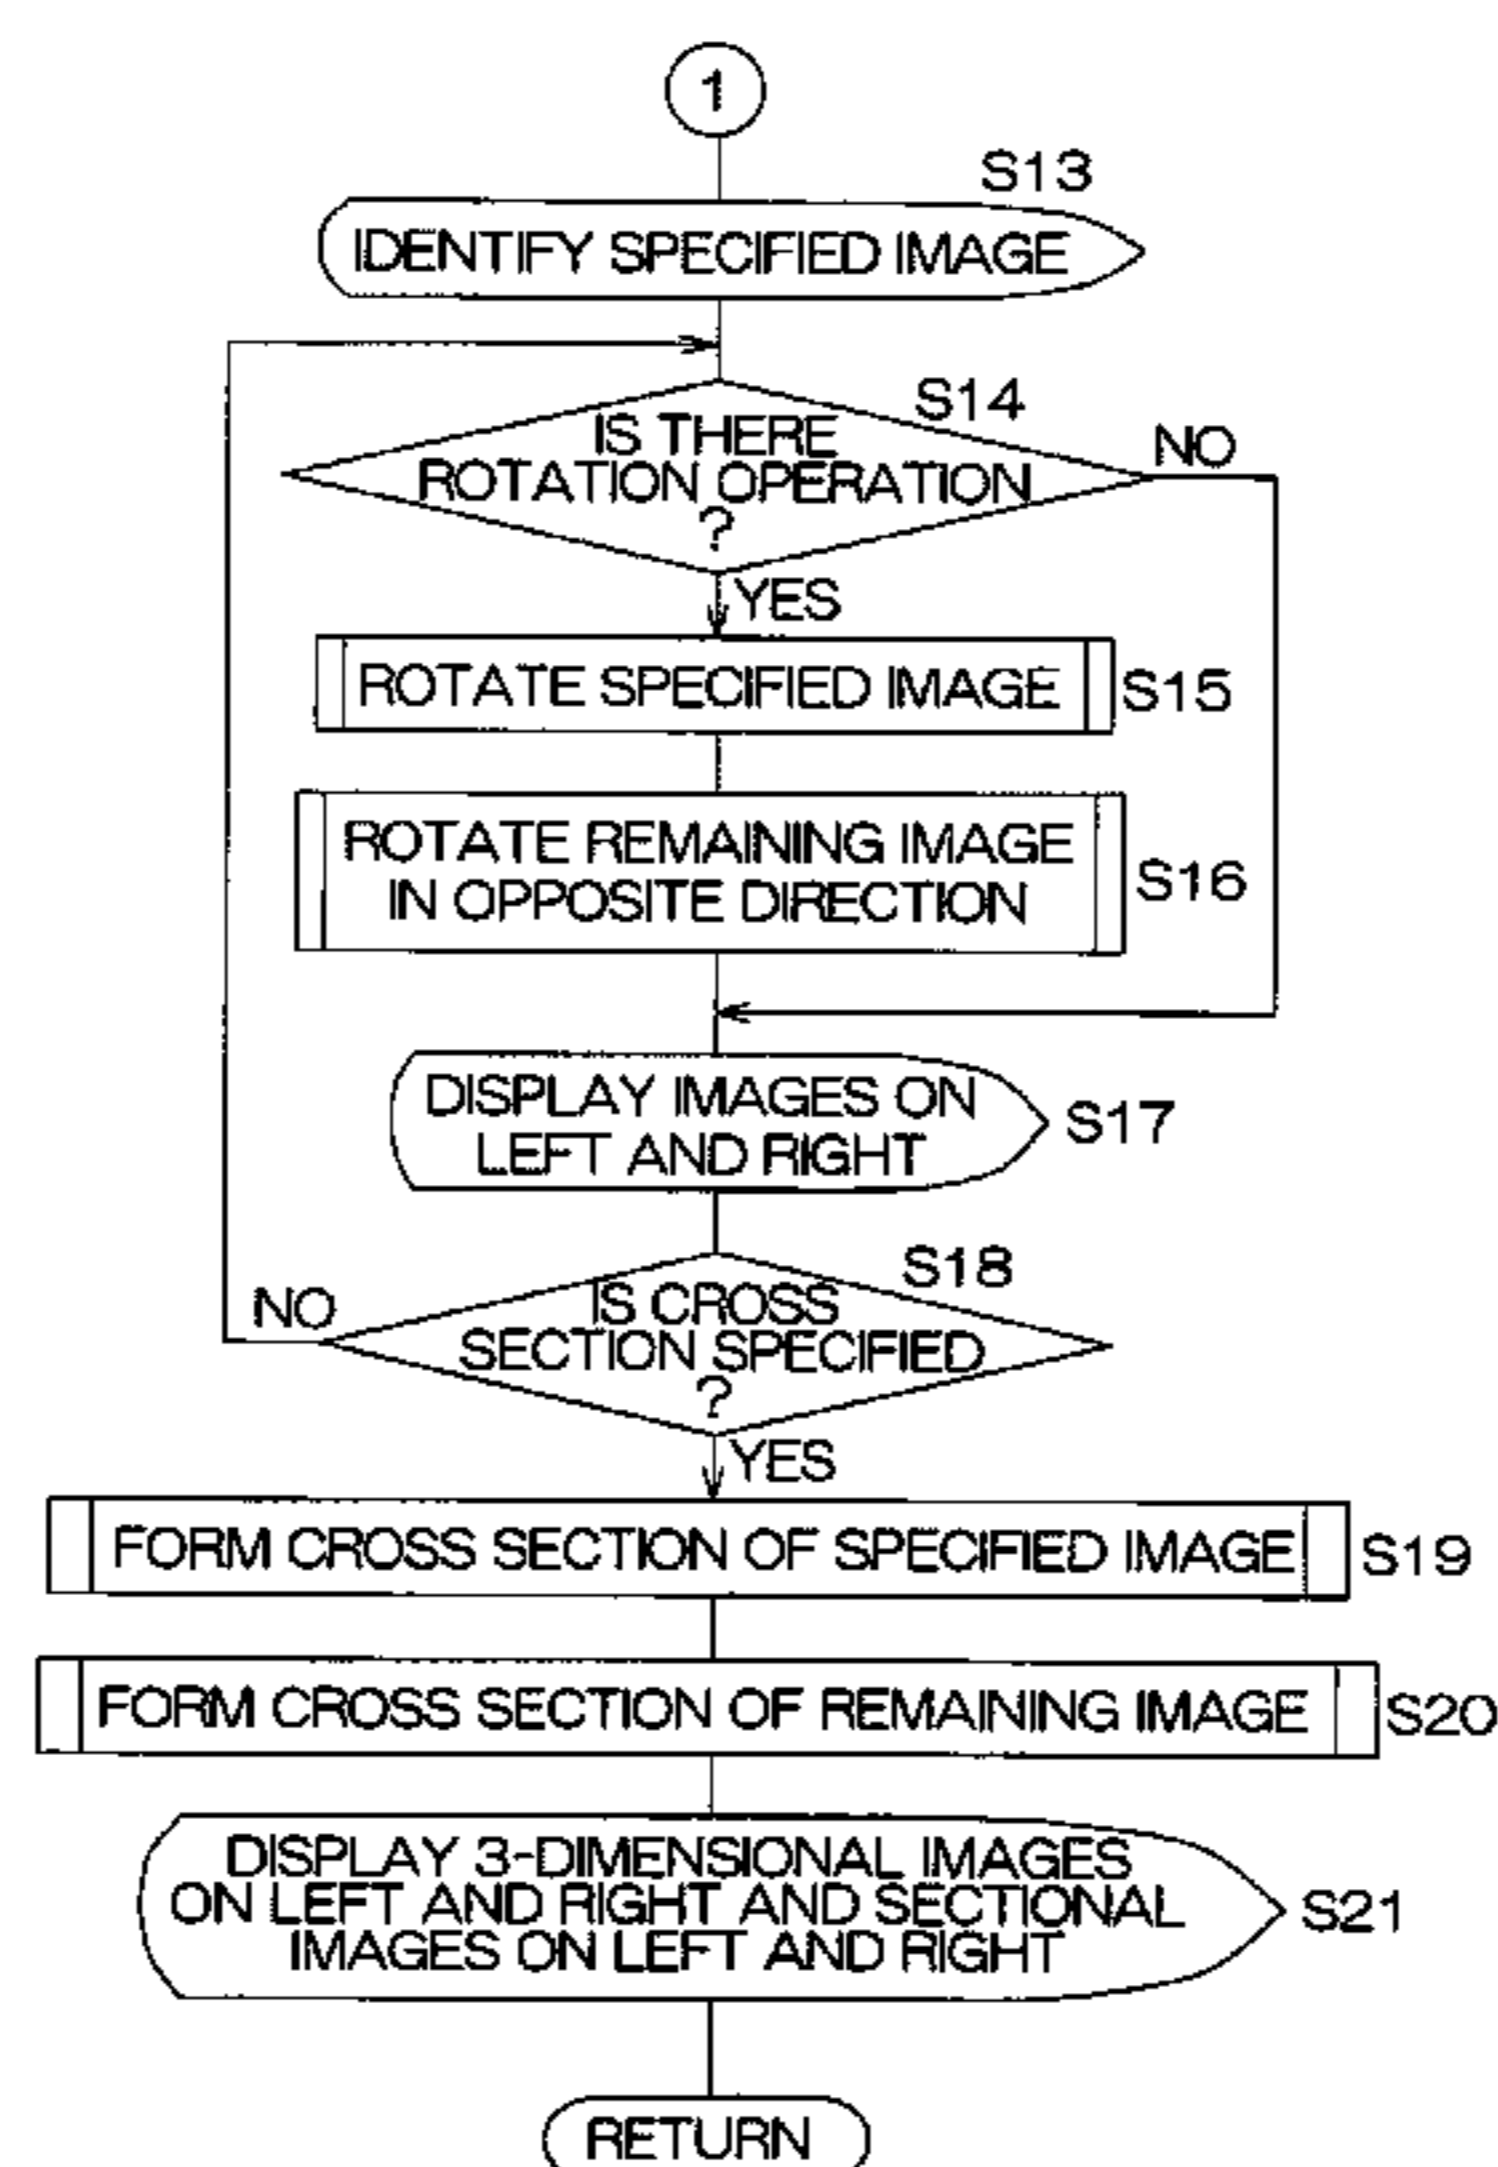 1
S13
IDENTIFY SPECIFIED IMAGE
S14
IS THERE
ROTATION OPERATION
?
NO
YES
ROTATE SPECIFIED IMAGE
S15
ROTATE REMAINING IMAGE
IN OPPOSITE DIRECTION
S16
DISPLAY IMAGES ON
LEFT AND RIGHT
S17
S18
IS CROSS
SECTION SPECIFIED
?
NO
YES
FORM CROSS SECTION OF SPECIFIED IMAGE
S19
FORM CROSS SECTION OF REMAINING IMAGE
S20
DISPLAY 3-DIMENSIONAL IMAGES
ON LEFT AND RIGHT AND SECTIONAL
IMAGES ON LEFT AND RIGHT
S21
RETURN